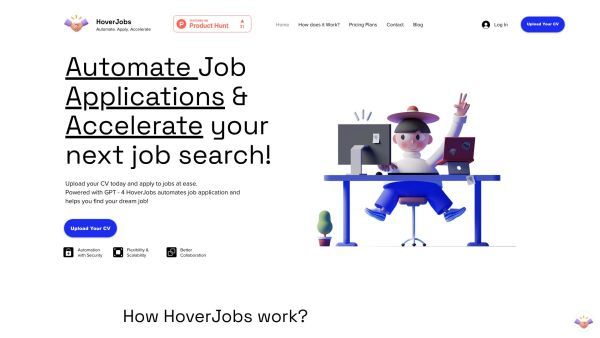 HoverJobs
Automate. Apply. Accelerate
FEATURED ON
Product Hunt
31
Home
How does it Work?
Pricing Plans
Contact
Blog
Log In
Upload Your CV
Automate Job
Applications &
Accelerate your
next job search!
Upload your CV today and apply to jobs at ease.
Powered with GPT - 4 HoverJobs automates job application and
helps you find your dream job!
Upload Your CV
Automation
with Security
Flexibility &
Scalability
Better
Collaboration
How HoverJobs work?